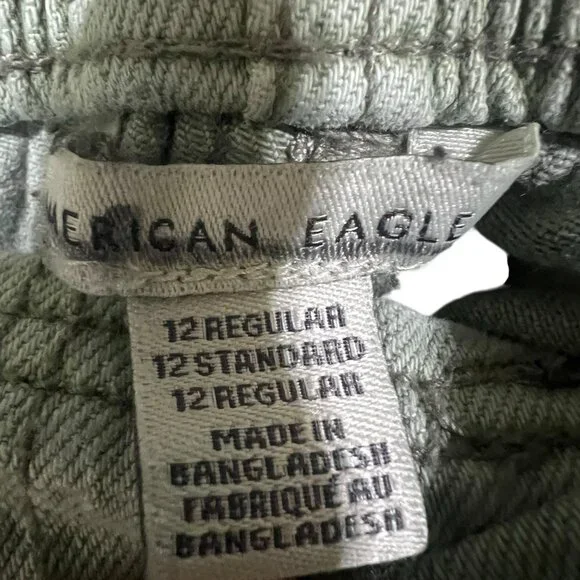 MERICAN EAGLE
12 REGULAR
12 STANDARD
12 REGULAR
MADE IN
BANGLADESH
FABRIQUÉ AU
BANGLADESH